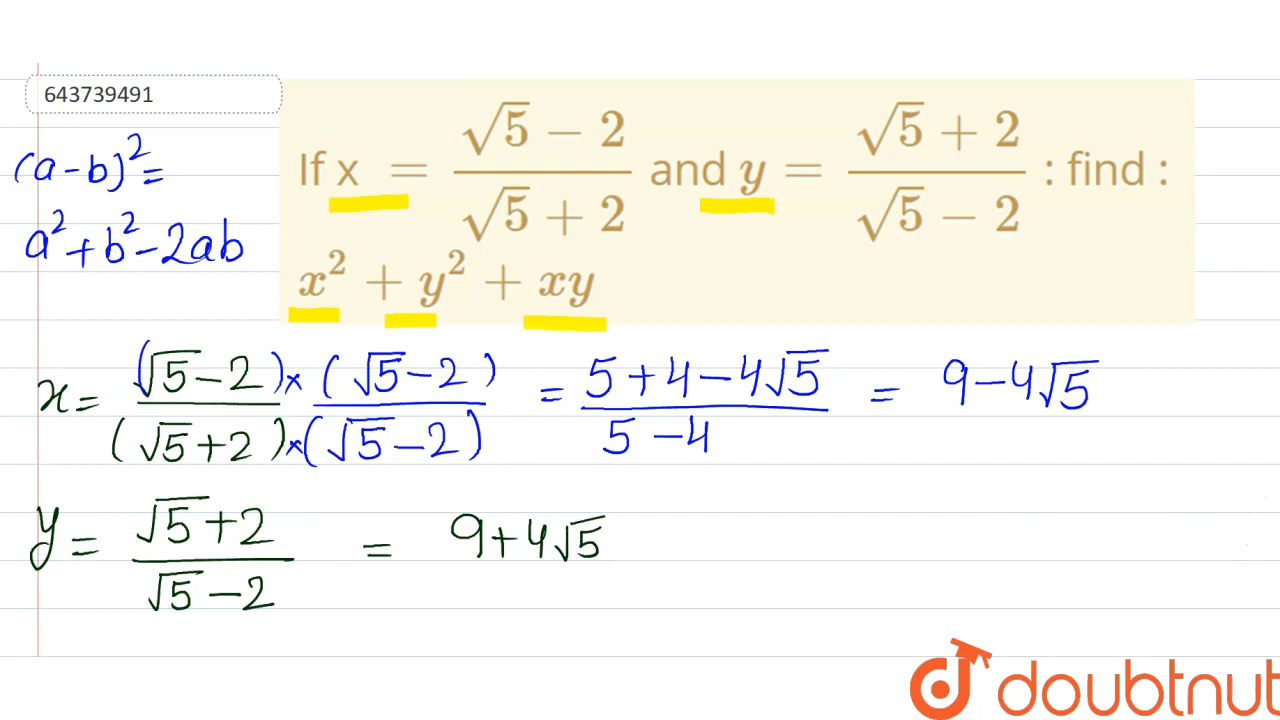 643739491
If x = (√5 − 2)/(√5 + 2) and y = (√5 + 2)/(√5 − 2) : find :
x² + y² + xy
(a-b)² =
a² + b² - 2ab
x = (√5-2) × (√5-2) / (√5+2) × (√5-2) = 5+4-4√5 / 5-4 = 9-4√5
y = √5+2 / √5-2 = 9+4√5
doubtnut